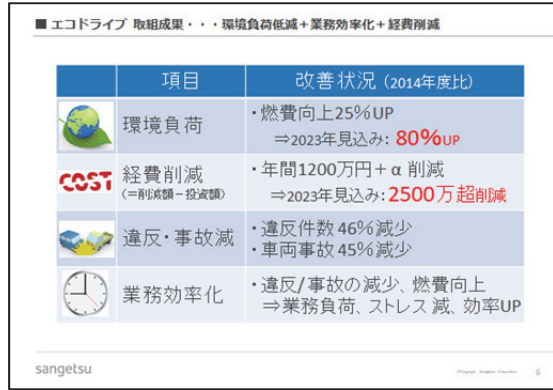 ■ エコドライブ 取組成果・・・環境負荷低減＋業務効率化＋経費削減
項目
改善状況（2014年度比）
環境負荷
・燃費向上25％UP
⇒2023年見込み：80％UP
COST
経費削減
（＝削減額－投資額）
・年間1200万円＋α 削減
⇒2023年見込み：2500万超削減
違反・事故減
・違反件数 46％減少
・車両事故 45％減少
業務効率化
・違反/事故の減少、燃費向上
⇒業務負荷、ストレス 減、効率UP
sangetsu
©Copyright Sangetsu Corporation
6